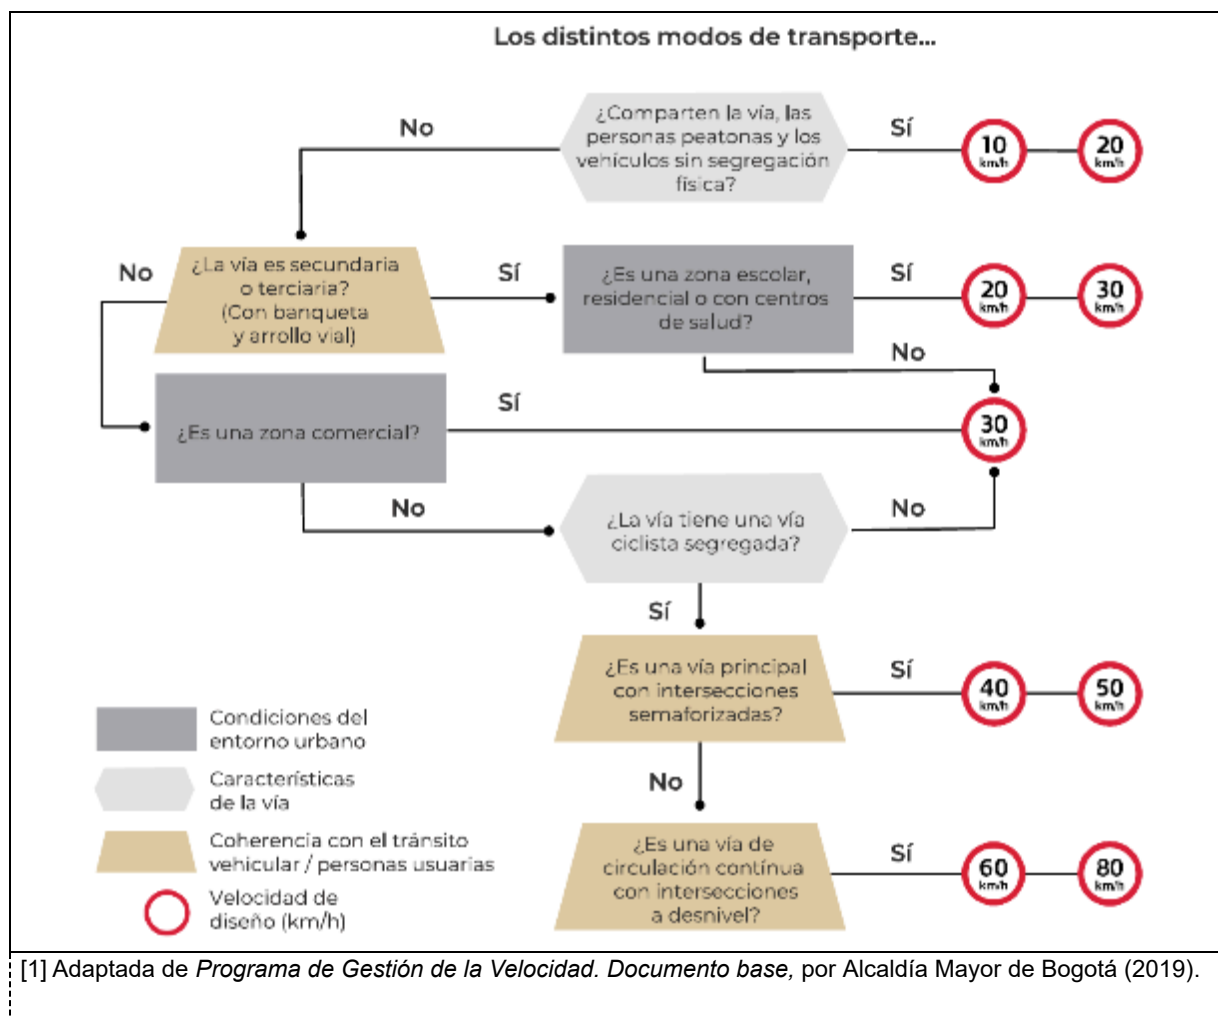 Los distintos modos de transporte...
¿Comparten la vía, las
personas peatonas y los
vehículos sin segregación
física?
No
Sí
10
km/h
20
km/h
¿La vía es secundaria
o terciaria?
(Con banqueta
y arrollo vial)
No
Sí
¿Es una zona escolar,
residencial o con centros
de salud?
Sí
20
km/h
30
km/h
No
¿Es una zona comercial?
Sí
30
km/h
No
¿La vía tiene una vía
ciclista segregada?
No
Sí
¿Es una vía principal
con intersecciones
semaforizadas?
Sí
40
km/h
50
km/h
No
¿Es una vía de
circulación contínua
con intersecciones
a desnivel?
Sí
60
km/h
80
km/h
Condiciones del
entorno urbano
Características
de la vía
Coherencia con el tránsito
vehicular / personas usuarias
Velocidad de
diseño (km/h)
[1] Adaptada de Programa de Gestión de la Velocidad. Documento base, por Alcaldía Mayor de Bogotá (2019).